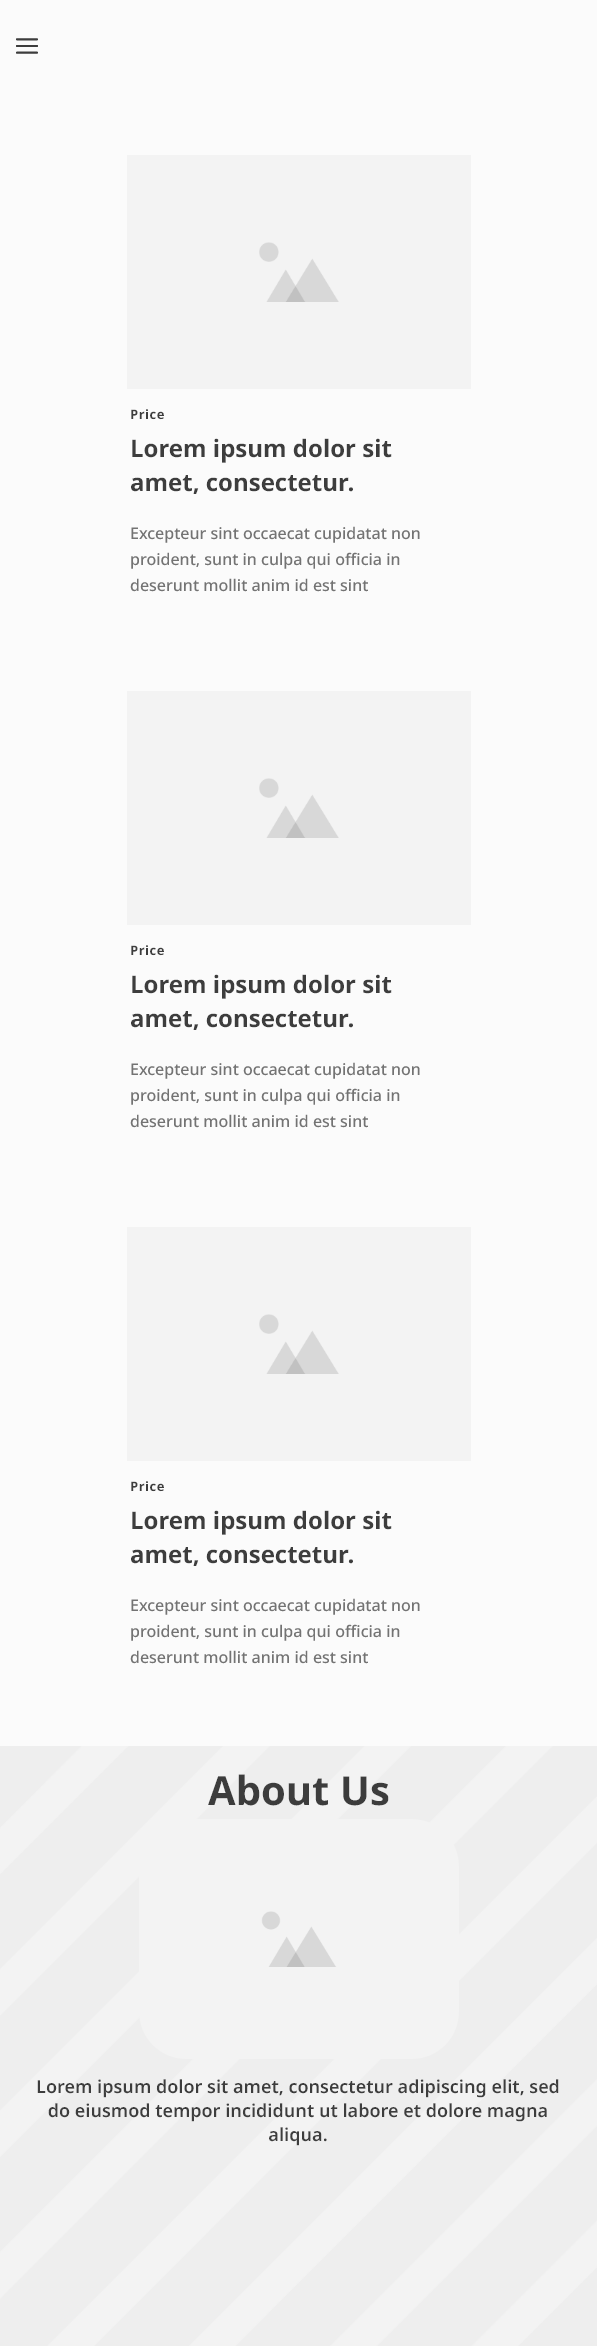 Price
Lorem ipsum dolor sit
amet, consectetur.
Excepteur sint occaecat cupidatat non
proident, sunt in culpa qui officia in
deserunt mollit anim id est sint
Price
Lorem ipsum dolor sit
amet, consectetur.
Excepteur sint occaecat cupidatat non
proident, sunt in culpa qui officia in
deserunt mollit anim id est sint
Price
Lorem ipsum dolor sit
amet, consectetur.
Excepteur sint occaecat cupidatat non
proident, sunt in culpa qui officia in
deserunt mollit anim id est sint
About Us
Lorem ipsum dolor sit amet, consectetur adipiscing elit, sed
do eiusmod tempor incididunt ut labore et dolore magna
aliqua.